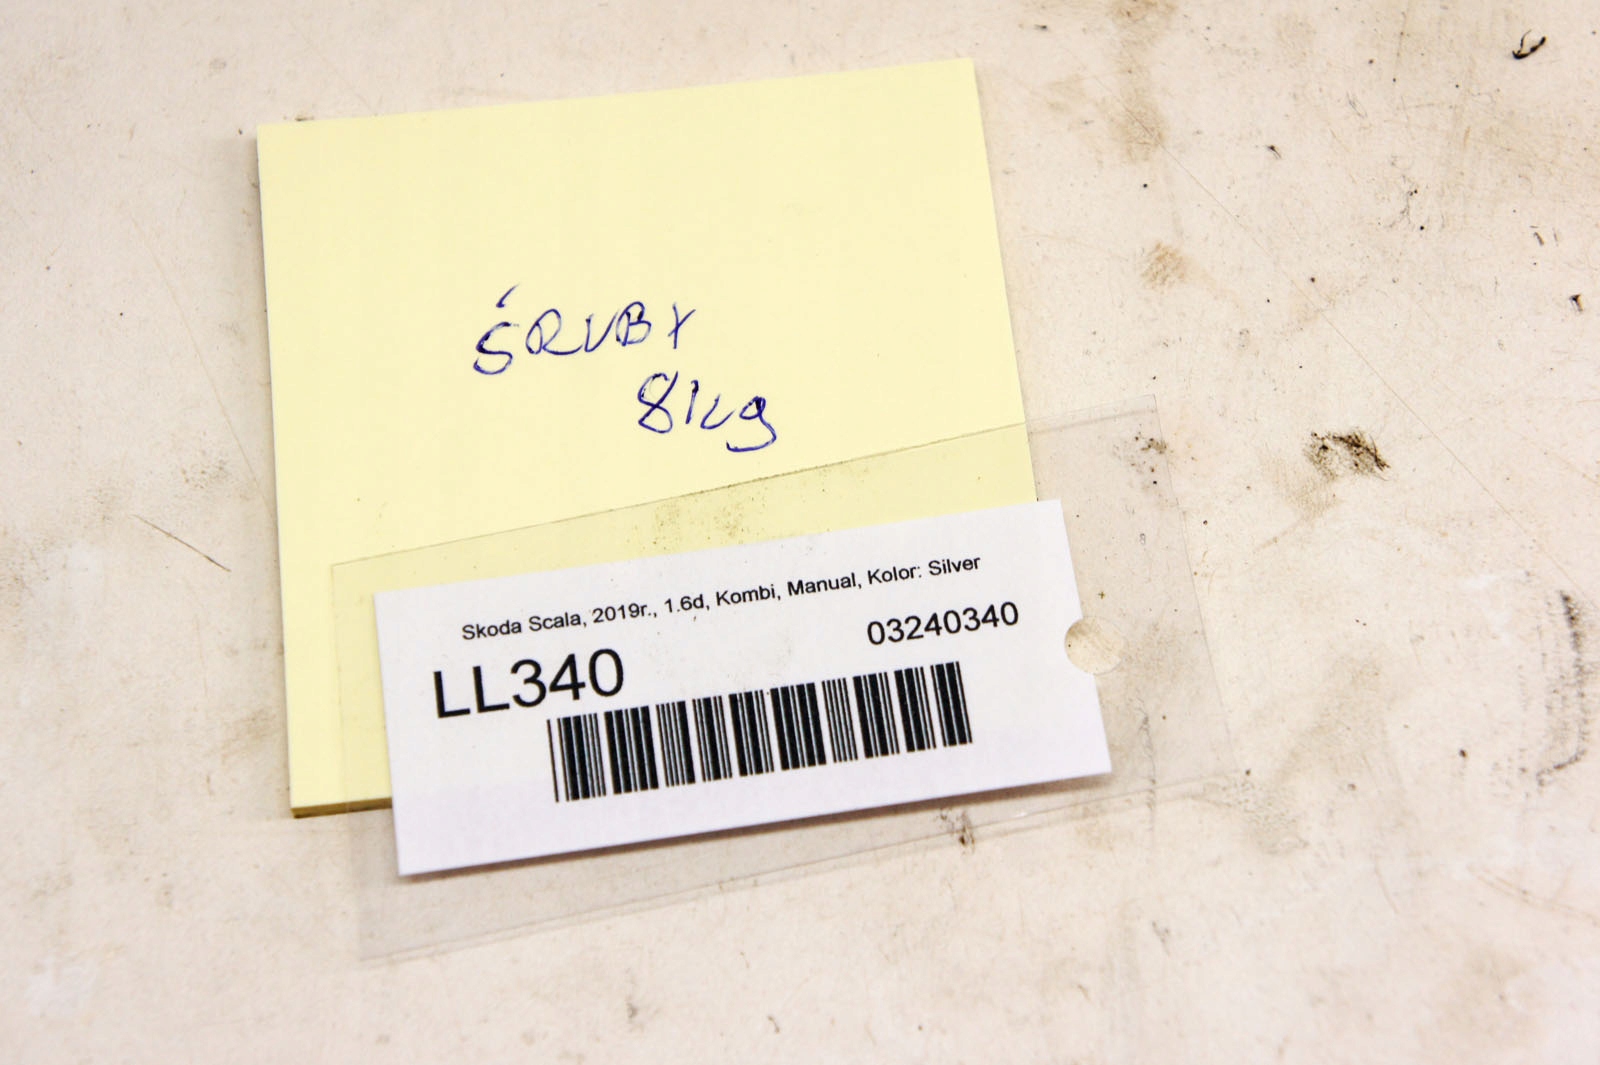 ŚRUBY
8kg
Skoda Scala, 2019r., 1.6d, Kombi, Manual, Kolor: Silver
03240340
LL340